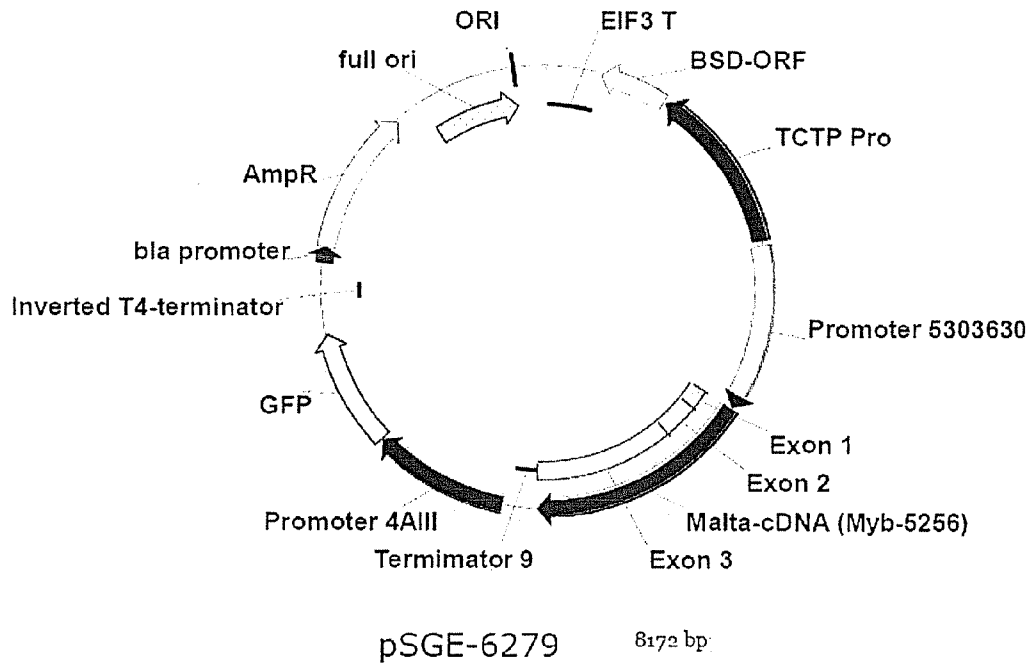 ORI
EIF3 T
full ori
BSD-ORF
TCTP Pro
AmpR
bla promoter
Inverted T4-terminator
Promoter 5303630
GFP
Exon 1
Exon 2
Promoter 4AIII
Malta-cDNA (Myb-5256)
Termimator 9
Exon 3
pSGE-6279 8172 bp